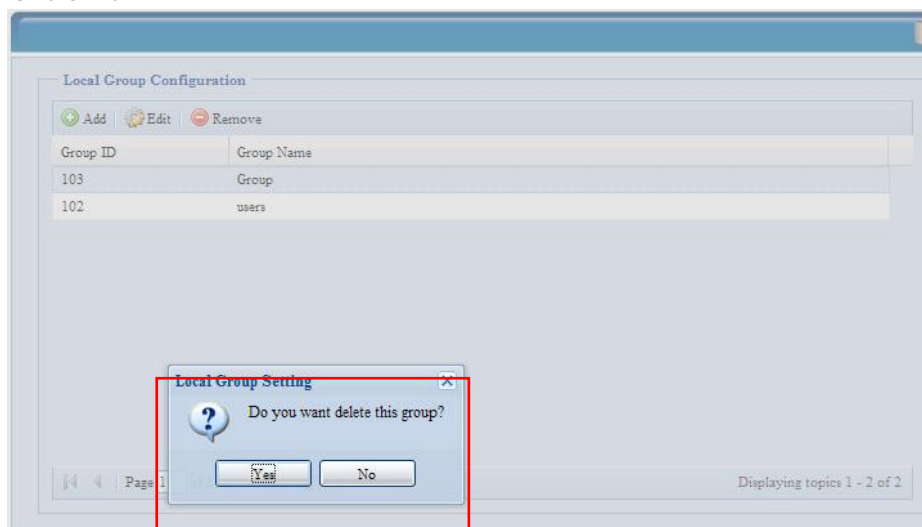 Local Group Configuration
Add Edit Remove
Group ID Group Name
103 Group
102 users
Local Group Setting
Do you want delete this group?
Yes No
Page 1 Displaying topics 1 - 2 of 2